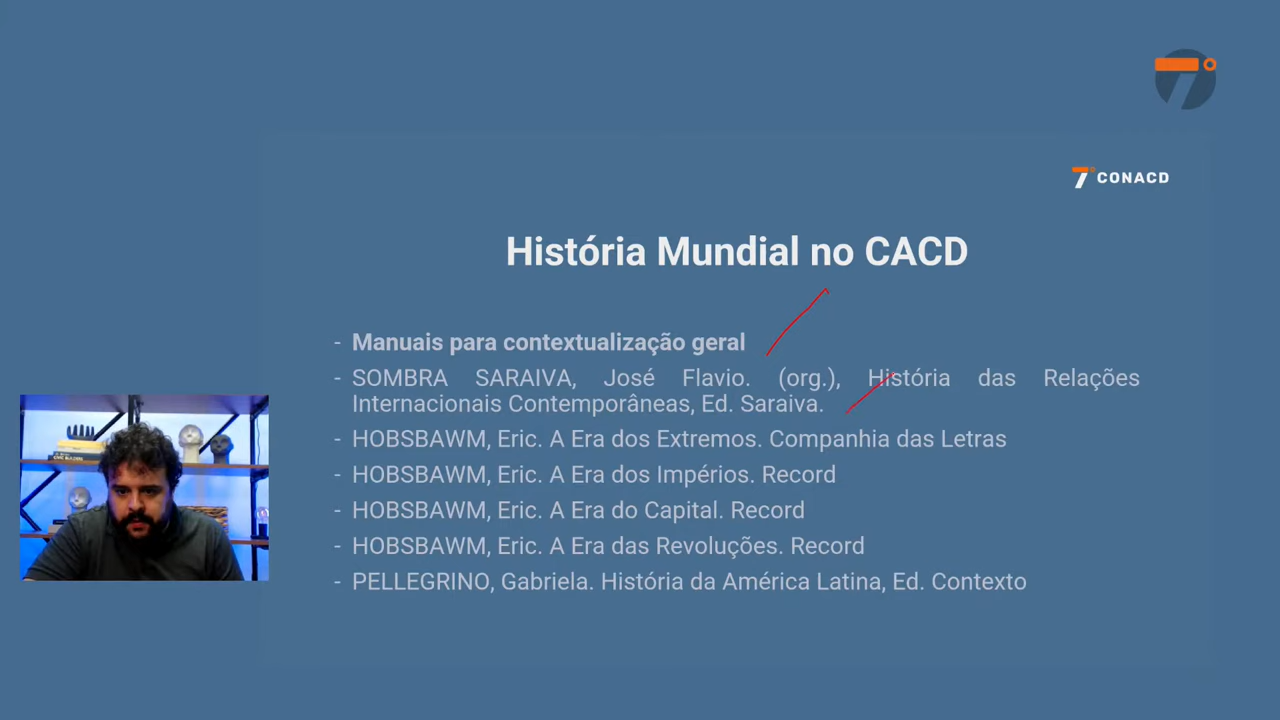 7º
7º CONACD
História Mundial no CACD
- Manuais para contextualização geral
- SOMBRA SARAIVA, José Flavio. (org.), História das Relações
Internacionais Contemporâneas, Ed. Saraiva.
- HOBSBAWM, Eric. A Era dos Extremos. Companhia das Letras
- HOBSBAWM, Eric. A Era dos Impérios. Record
- HOBSBAWM, Eric. A Era do Capital. Record
- HOBSBAWM, Eric. A Era das Revoluções. Record
- PELLEGRINO, Gabriela. História da América Latina, Ed. Contexto